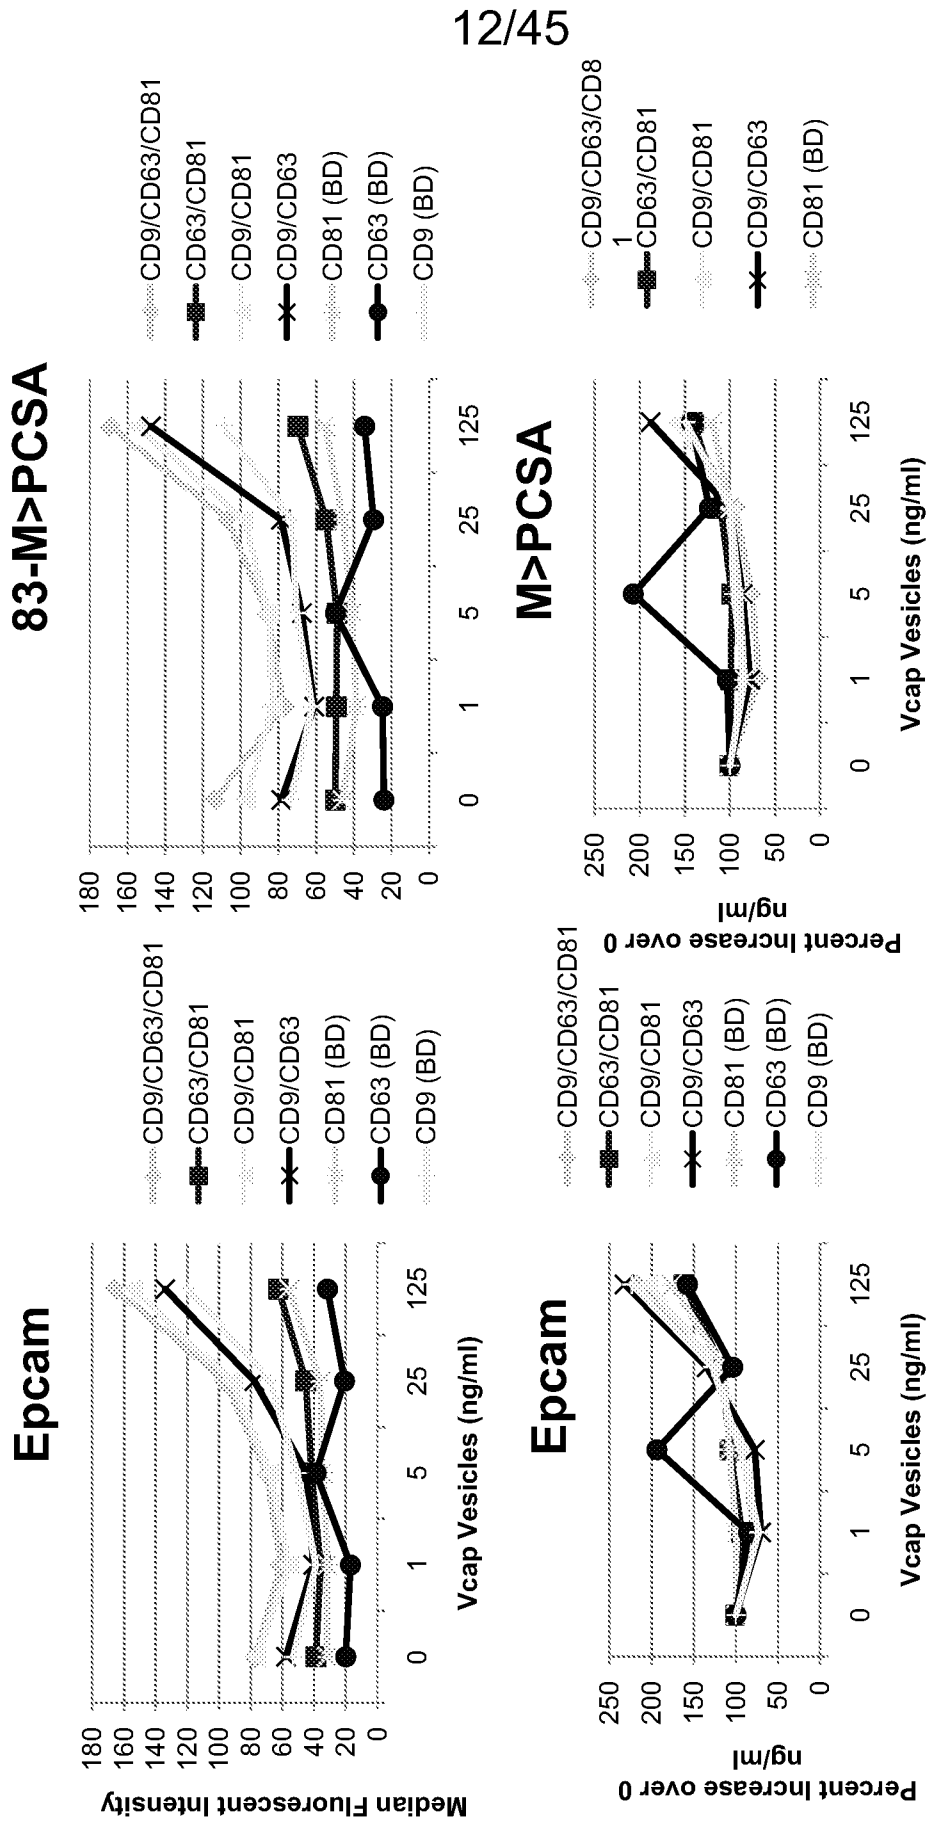 12/45
Epcam
Median Fluorescent Intensity
180
160
140
120
100
80
60
40
20
0
0
1
5
25
125
Vcap Vesicles (ng/ml)
CD9/CD63/CD81
CD63/CD81
CD9/CD81
CD9/CD63
CD81 (BD)
CD63 (BD)
CD9 (BD)
83-M>PCSA
180
160
140
120
100
80
60
40
20
0
0
1
5
25
125
CD9/CD63/CD81
CD63/CD81
CD9/CD81
CD9/CD63
CD81 (BD)
CD63 (BD)
CD9 (BD)
Epcam
Percent Increase over 0
ng/ml
250
200
150
100
50
0
0
1
5
25
125
Vcap Vesicles (ng/ml)
CD9/CD63/CD81
CD63/CD81
CD9/CD81
CD9/CD63
CD81 (BD)
CD63 (BD)
CD9 (BD)
M>PCSA
Percent Increase over 0
ng/ml
250
200
150
100
50
0
0
1
5
25
125
Vcap Vesicles (ng/ml)
CD9/CD63/CD8
1
CD63/CD81
CD9/CD81
CD9/CD63
CD81 (BD)